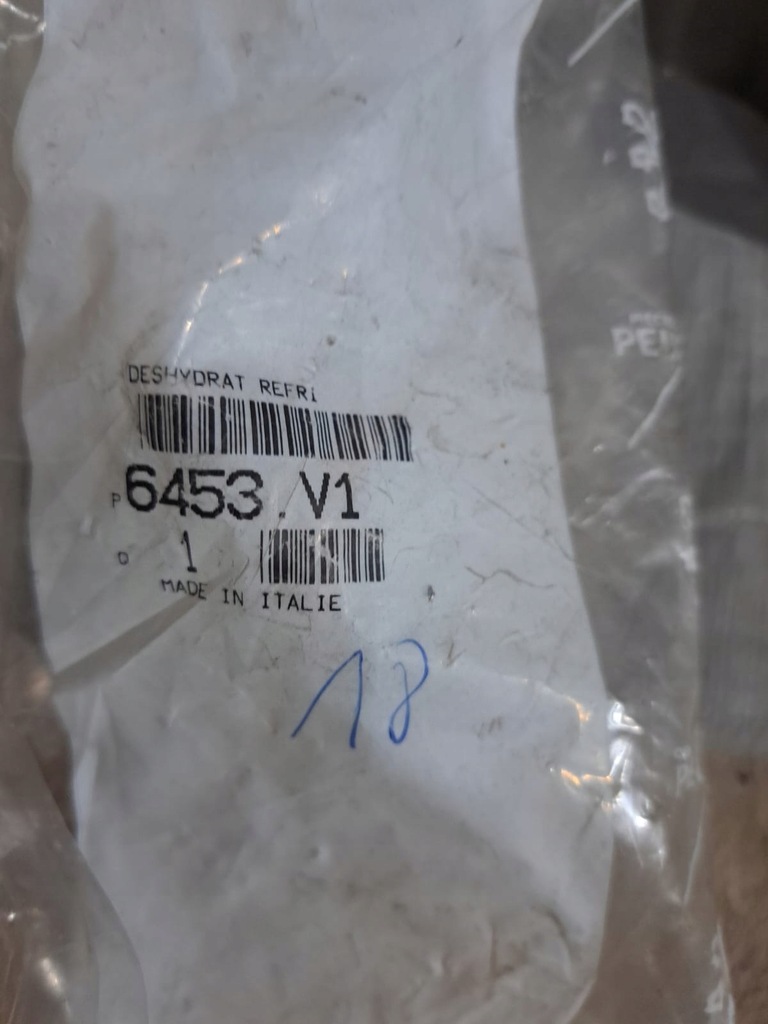 DESHYDRAT REFRI
P 6453.V1
Q 1
MADE IN ITALIE
18